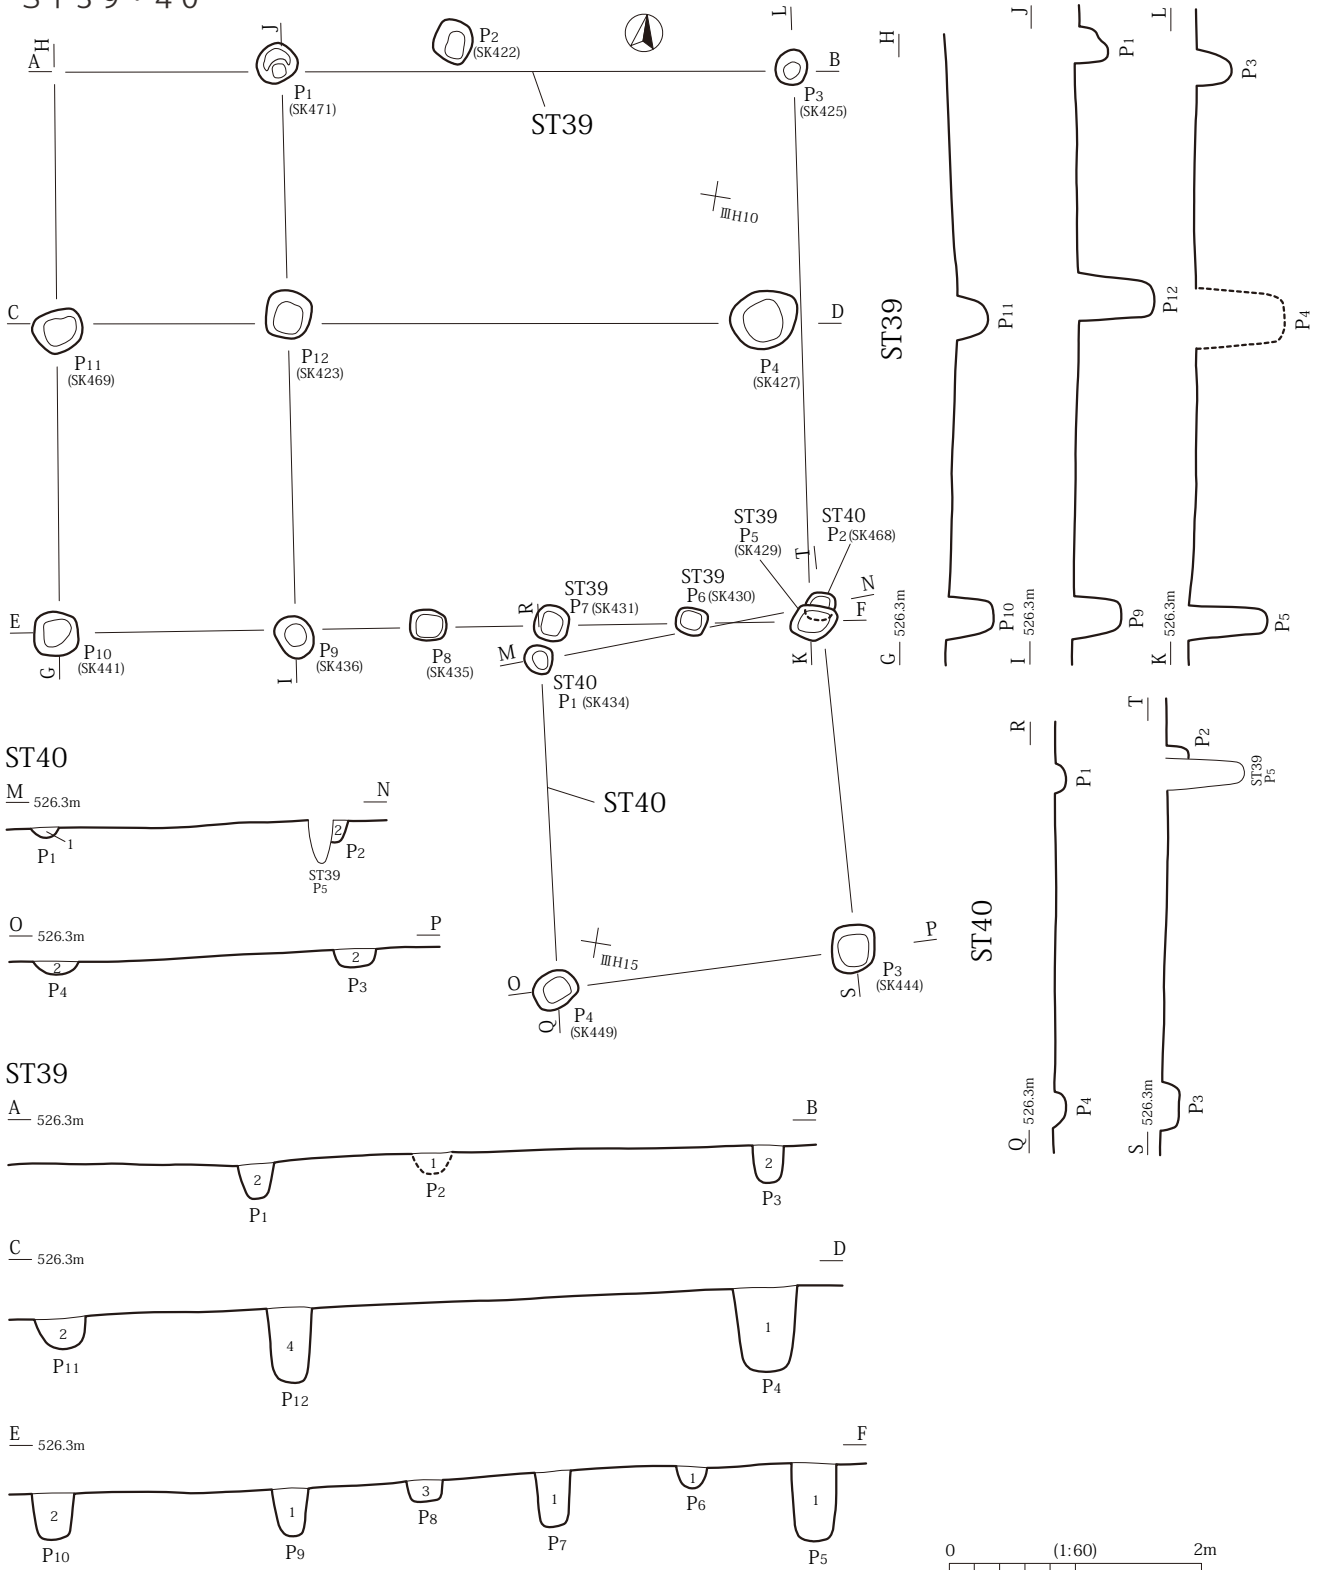 ST39・40
A
H
J
L
B
P1
(SK471)
P2
(SK422)
P3
(SK425)
ST39
ⅢH10
C
D
P11
(SK469)
P12
(SK423)
P4
(SK427)
ST39
P5
(SK429)
ST40
P2(SK468)
T
N
F
E
G
P10
(SK441)
I
P9
(SK436)
P8
(SK435)
R
ST39
P7 (SK431)
ST39
P6 (SK430)
K
M
ST40
P1 (SK434)
ST40
ⅢH15
O
Q
P4
(SK449)
P
P3
(SK444)
S
ST39
H
P11
P10
G 526.3m
J
P1
P12
P9
I 526.3m
L
P3
P4
P5
K 526.3m
ST40
R
P1
P4
Q 526.3m
T
P2
ST39
P5
P3
S 526.3m
ST40
M 526.3m N
1
2
P1
P2
ST39
P5
O 526.3m P
2 2
P4 P3
ST39
A 526.3m B
2 1 2
P1 P2 P3
C 526.3m D
2 4 1
P11 P12 P4
E 526.3m F
2 1 3 1 1 1
P10 P9 P8 P7 P6 P5
0 (1:60) 2m